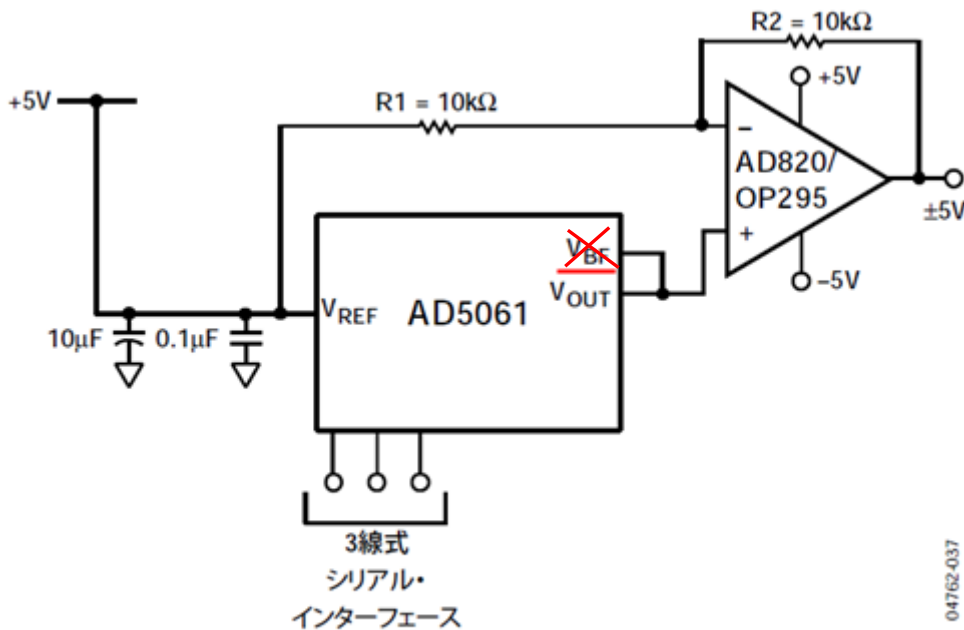 R2 = 10kΩ
+5V
R1 = 10kΩ
+5V
−
AD820/
OP295
+
±5V
−5V
VBF
VOUT
VREF
AD5061
10μF
0.1μF
3線式
シリアル・
インターフェース
04762-037